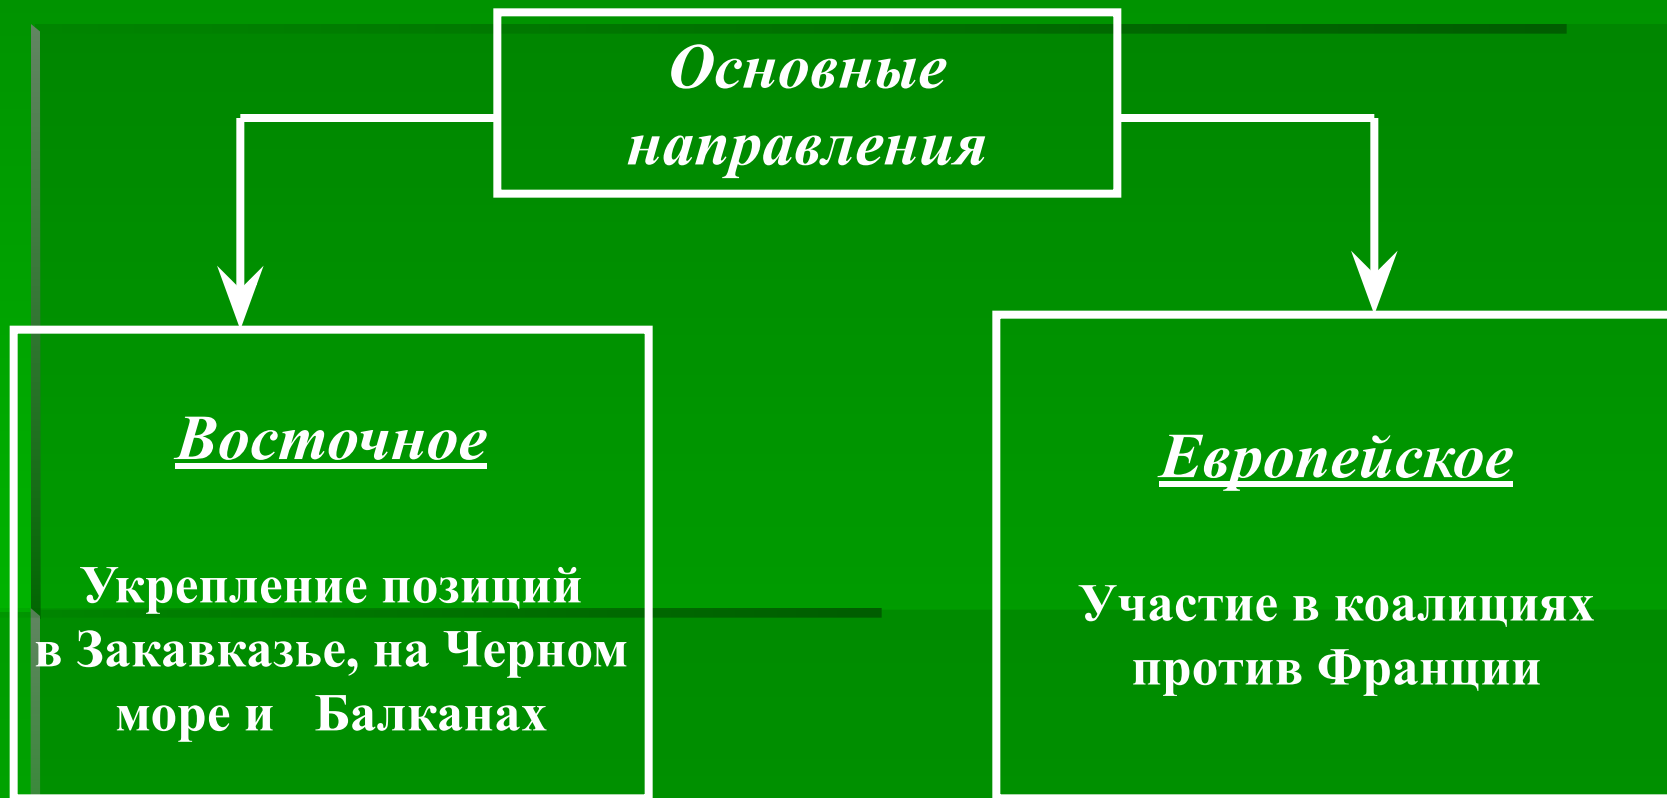 Основные
направления
Восточное
Укрепление позиций
в Закавказье, на Черном
море и Балканах
Европейское
Участие в коалициях
против Франции